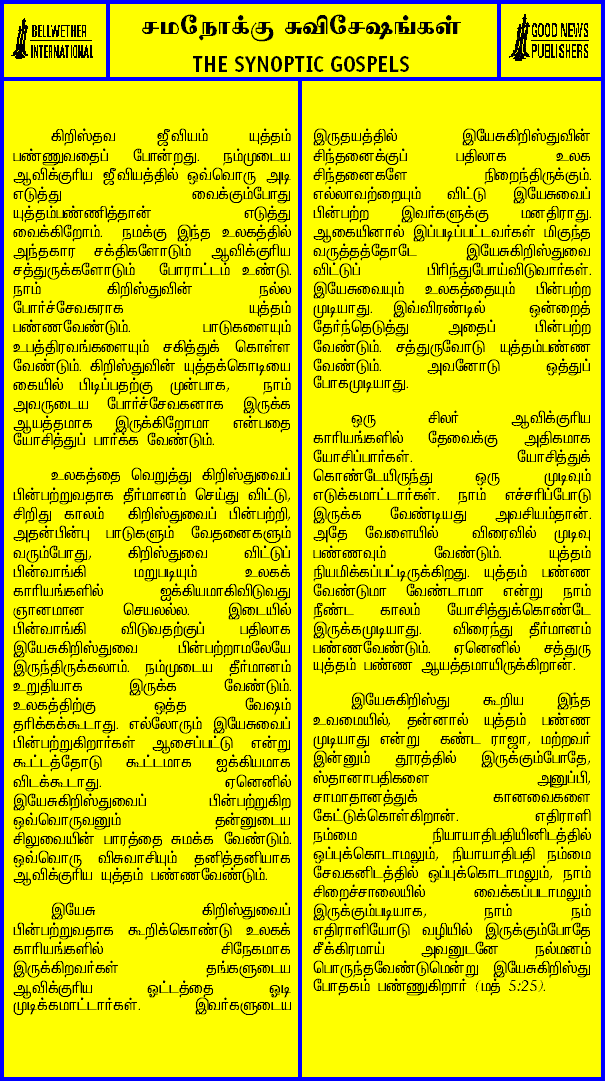 BELLWETHER
INTERNATIONAL
சமநோக்கு சுவிசேஷங்கள்
THE SYNOPTIC GOSPELS
GOOD NEWS
PUBLISHERS
கிறிஸ்தவ ஜீவியம் யுத்தம்
பண்ணுவதைப் போன்றது. நம்முடைய
ஆவிக்குரிய ஜீவியத்தில் ஒவ்வொரு அடி
எடுத்து வைக்கும்போது
யுத்தம்பண்ணித்தான் எடுத்து
வைக்கிறோம். நமக்கு இந்த உலகத்தில்
அந்தகார சக்திகளோடும் ஆவிக்குரிய
சத்துருக்களோடும் போராட்டம் உண்டு.
நாம் கிறிஸ்துவின் நல்ல
போர்ச்சேவகராக யுத்தம்
பண்ணவேண்டும். பாடுகளையும்
உபத்திரவங்களையும் சகித்துக் கொள்ள
வேண்டும். கிறிஸ்துவின் யுத்தக்கொடியை
கையில் பிடிப்பதற்கு முன்பாக, நாம்
அவருடைய போர்ச்சேவகனாக இருக்க
ஆயத்தமாக இருக்கிறோமா என்பதை
யோசித்துப் பார்க்க வேண்டும்.
உலகத்தை வெறுத்து கிறிஸ்துவைப்
பின்பற்றுவதாக தீர்மானம் செய்து விட்டு,
சிறிது காலம் கிறிஸ்துவைப் பின்பற்றி,
அதன்பின்பு பாடுகளும் வேதனைகளும்
வரும்போது, கிறிஸ்துவை விட்டுப்
பின்வாங்கி மறுபடியும் உலகக்
காரியங்களில் ஐக்கியமாகிவிடுவது
ஞானமான செயலல்ல. இடையில்
பின்வாங்கி விடுவதற்குப் பதிலாக
இயேசுகிறிஸ்துவை பின்பற்றாமலேயே
இருந்திருக்கலாம். நம்முடைய தீர்மானம்
உறுதியாக இருக்க வேண்டும்.
உலகத்திற்கு ஒத்த வேஷம்
தரிக்கக்கூடாது. எல்லோரும் இயேசுவைப்
பின்பற்றுகிறார்கள் ஆசைப்பட்டு என்று
கூட்டத்தோடு கூட்டமாக ஐக்கியமாக
விடக்கூடாது. ஏனெனில்
இயேசுகிறிஸ்துவைப் பின்பற்றுகிற
ஒவ்வொருவனும் தன்னுடைய
சிலுவையின் பாரத்தை சுமக்க வேண்டும்.
ஒவ்வொரு விசுவாசியும் தனித்தனியாக
ஆவிக்குரிய யுத்தம் பண்ணவேண்டும்.
இயேசு கிறிஸ்துவைப்
பின்பற்றுவதாக கூறிக்கொண்டு உலகக்
காரியங்களில் சிநேகமாக
இருக்கிறவர்கள் தங்களுடைய
ஆவிக்குரிய ஓட்டத்தை ஓடி
முடிக்கமாட்டார்கள். இவர்களுடைய
இருதயத்தில் இயேசுகிறிஸ்துவின்
சிந்தனைக்குப் பதிலாக உலக
சிந்தனைகளே நிறைந்திருக்கும்.
எல்லாவற்றையும் விட்டு இயேசுவைப்
பின்பற்ற இவர்களுக்கு மனதிராது.
ஆகையினால் இப்படிப்பட்டவர்கள் மிகுந்த
வருத்தத்தோடே இயேசுகிறிஸ்துவை
விட்டுப் பிரிந்துபோய்விடுவார்கள்.
இயேசுவையும் உலகத்தையும் பின்பற்ற
முடியாது. இவ்விரண்டில் ஒன்றைத்
தேர்ந்தெடுத்து அதைப் பின்பற்ற
வேண்டும். சத்துருவோடு யுத்தம்பண்ண
வேண்டும். அவனோடு ஒத்துப்
போகமுடியாது.
ஒரு சிலர் ஆவிக்குரிய
காரியங்களில் தேவைக்கு அதிகமாக
யோசிப்பார்கள். யோசித்துக்
கொண்டேயிருந்து ஒரு முடிவும்
எடுக்கமாட்டார்கள். நாம் எச்சரிப்போடு
இருக்க வேண்டியது அவசியம்தான்.
அதே வேளையில் விரைவில் முடிவு
பண்ணவும் வேண்டும். யுத்தம்
நியமிக்கப்பட்டிருக்கிறது. யுத்தம் பண்ண
வேண்டுமா வேண்டாமா என்று நாம்
நீண்ட காலம் யோசித்துக்கொண்டே
இருக்கமுடியாது. விரைந்து தீர்மானம்
பண்ணவேண்டும். ஏனெனில் சத்துரு
யுத்தம் பண்ண ஆயத்தமாயிருக்கிறான்.
இயேசுகிறிஸ்து கூறிய இந்த
உவமையில், தன்னால் யுத்தம் பண்ண
முடியாது என்று கண்ட ராஜா, மற்றவர்
இன்னும் தூரத்தில் இருக்கும்போதே,
ஸ்தானாபதிகளை அனுப்பி,
சாமாதானத்துக் கானவைகளை
கேட்டுக்கொள்கிறான். எதிராளி
நம்மை நியாயாதிபதியினிடத்தில்
ஒப்புக்கொடாமலும், நியாயாதிபதி நம்மை
சேவகனிடத்தில் ஒப்புக்கொடாமலும், நாம்
சிறைச்சாலையில் வைக்கப்படாமலும்
இருக்கும்படியாக, நாம் நம்
எதிராளியோடு வழியில் இருக்கும்போதே
சீக்கிரமாய் அவனுடனே நல்மனம்
பொருந்தவேண்டுமென்று இயேசுகிறிஸ்து
போதகம் பண்ணுகிறார் (மத் 5:25).